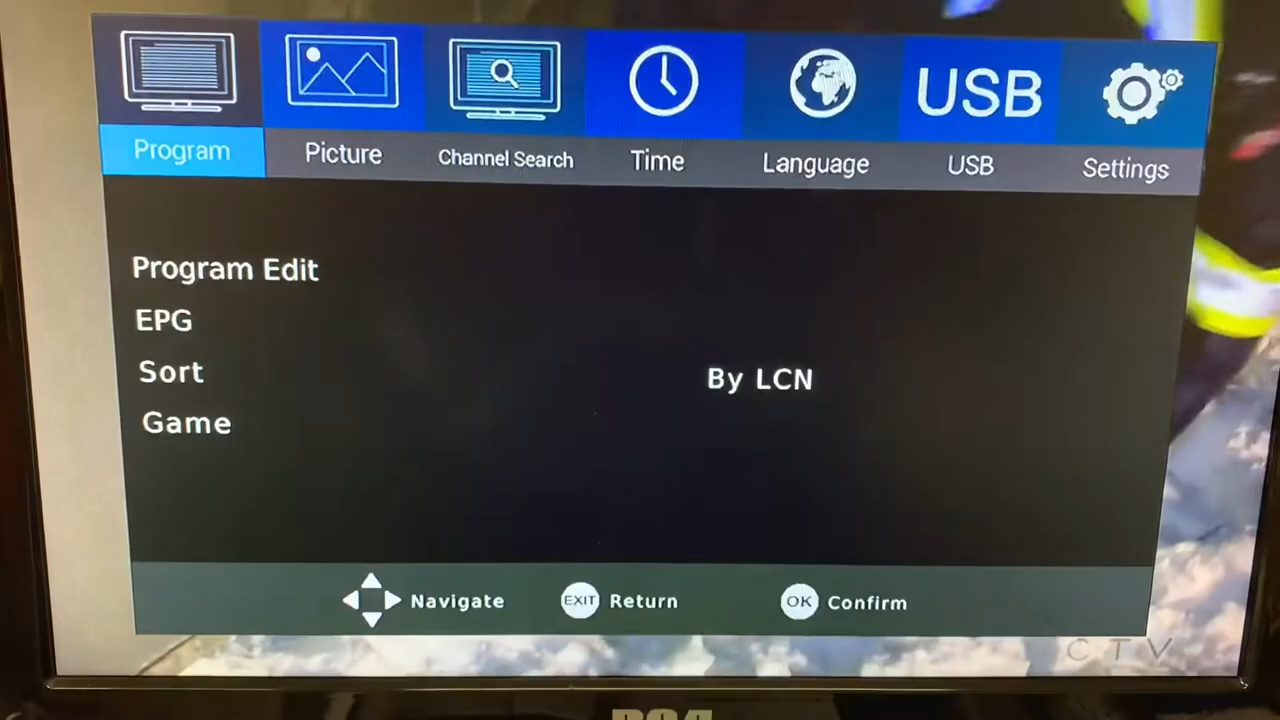 USB
Program
Picture
Channel Search
Time
Language
USB
Settings
Program Edit
EPG
Sort
By LCN
Game
Navigate
EXIT
Return
OK
Confirm
CTV
RCA